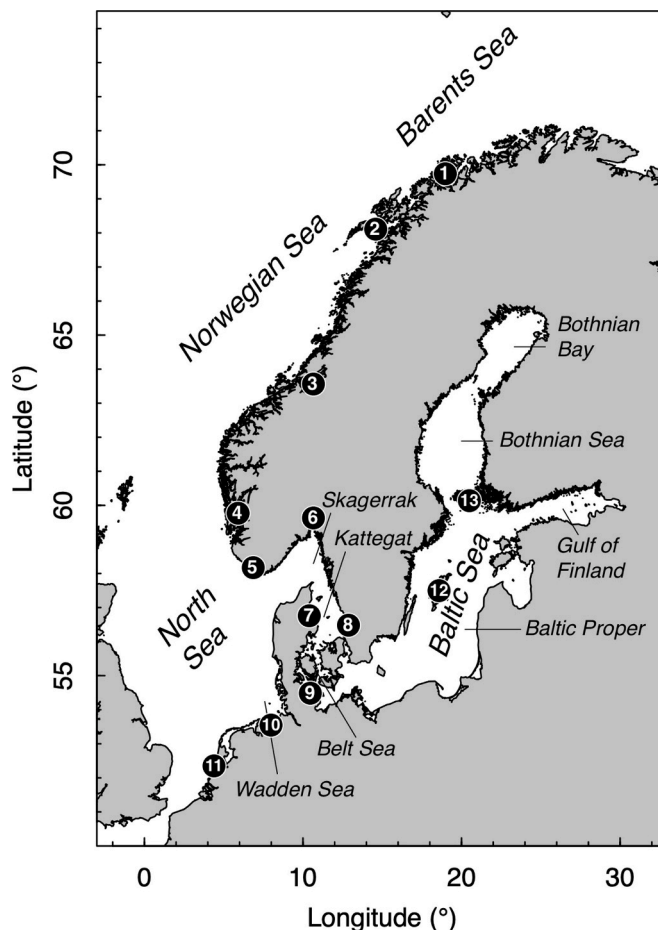 Barents Sea
70
1
2
Norwegian Sea
Bothnian
Bay
65
3
Latitude (°)
Bothnian Sea
13
60
4
6
Skagerrak
Kattegat
Gulf of
Finland
5
12
Baltic Sea
North
Sea
7
8
Baltic Proper
55
9
10
Belt Sea
11
Wadden Sea
0
10
20
30
Longitude (°)